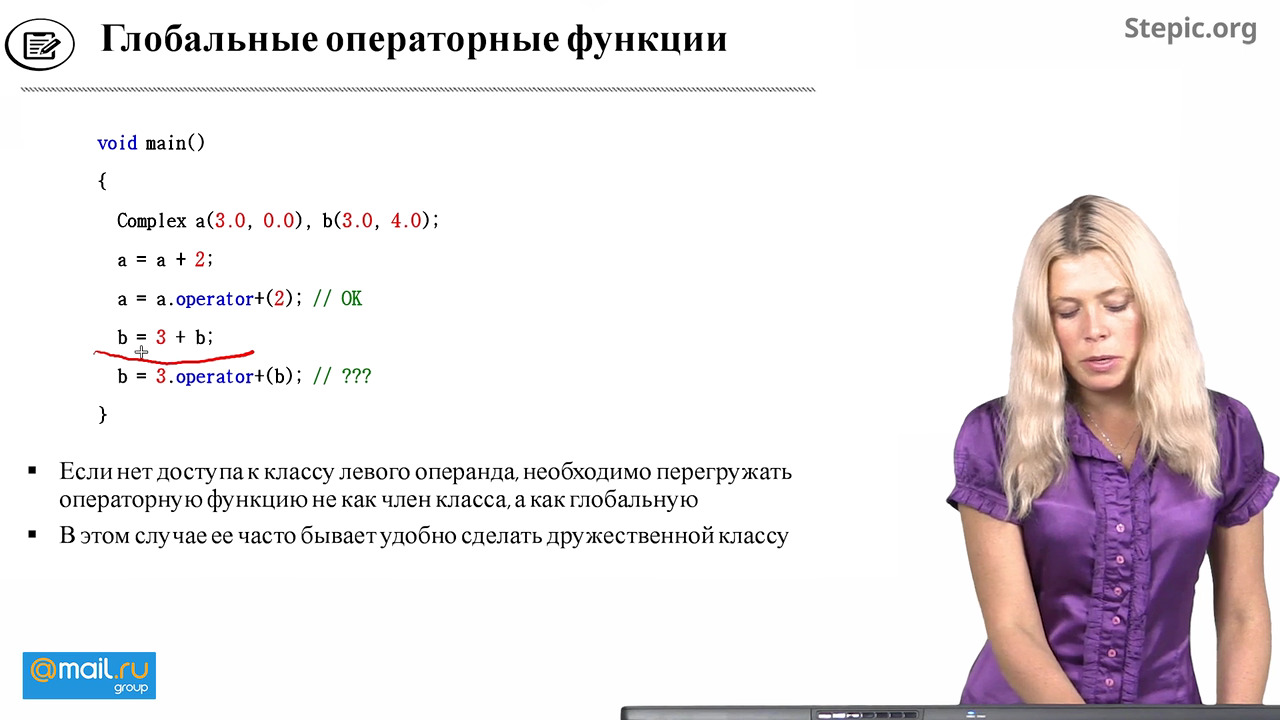 Глобальные операторные функции
Stepic.org
void main()
{
Complex a(3.0, 0.0), b(3.0, 4.0);
a = a + 2;
a = a.operator+(2); // OK
b = 3 + b;
b = 3.operator+(b); // ???
}
▪ Если нет доступа к классу левого операнда, необходимо перегружать
операторную функцию не как член класса, а как глобальную
▪ В этом случае ее часто бывает удобно сделать дружественной классу
@mail.ru
group